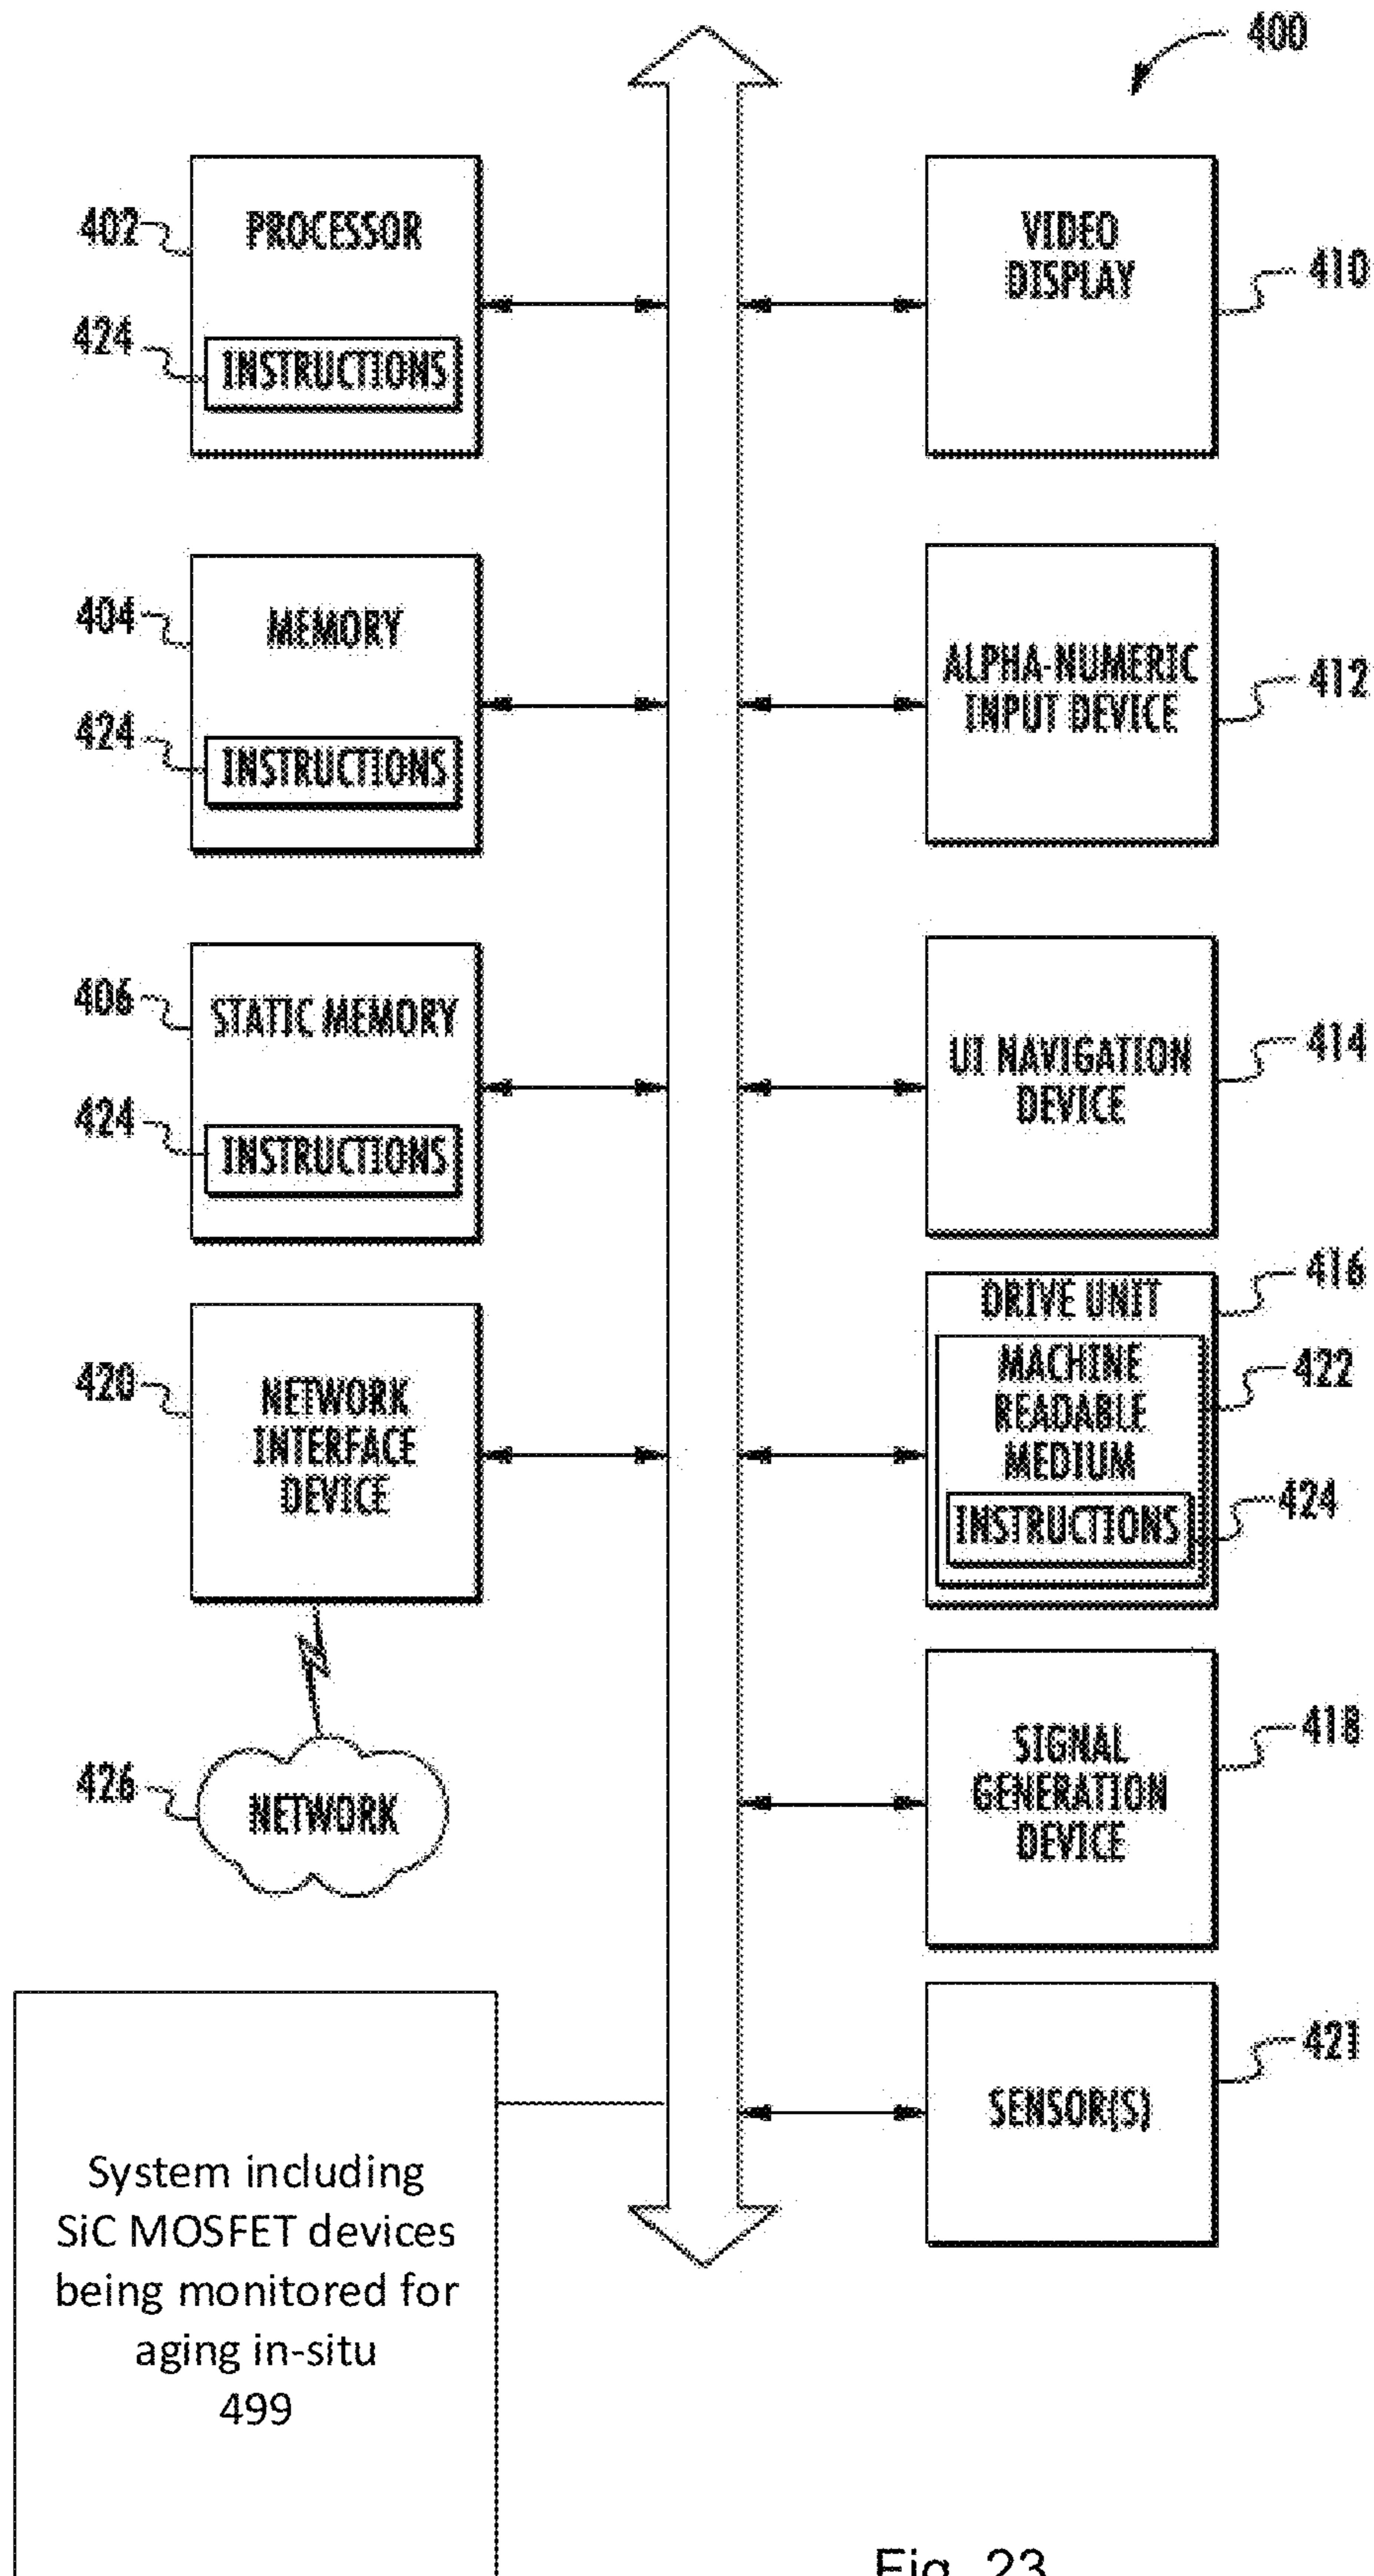 400
402
PROCESSOR
424
INSTRUCTIONS
VIDEO
DISPLAY
410
404
MEMORY
424
INSTRUCTIONS
ALPHA-NUMERIC
INPUT DEVICE
412
406
STATIC MEMORY
424
INSTRUCTIONS
UI NAVIGATION
DEVICE
414
420
NETWORK
INTERFACE
DEVICE
DRIVE UNIT
416
MACHINE
READABLE
MEDIUM
422
INSTRUCTIONS
424
426
NETWORK
SIGNAL
GENERATION
DEVICE
418
SENSOR(S)
421
System including
SiC MOSFET devices
being monitored for
aging in-situ
499
Fig. 23